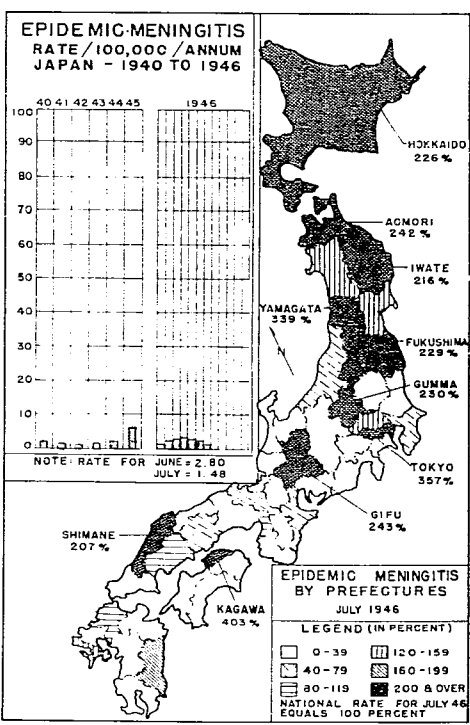 EPIDEMIC-MENINGITIS
RATE/100,000/ANNUM
JAPAN - 1940 TO 1946
40 41 42 43 44 45
1946
100
90
80
70
60
50
40
30
20
10
0
NOTE: RATE FOR JUNE = 2.80
JULY = 1.48
HOKKAIDO
226%
AOMORI
242%
IWATE
216%
YAMAGATA
339%
N
FUKUSHIMA
229%
GUMMA
230%
TOKYO
357%
GIFU
243%
SHIMANE
207%
KAGAWA
403%
EPIDEMIC MENINGITIS
BY PREFECTURES
JULY 1946
LEGEND (IN PERCENT)
0-39
120-159
40-79
160-199
80-119
200 & OVER
NATIONAL RATE FOR JULY 46
EQUALS 100 PERCENT